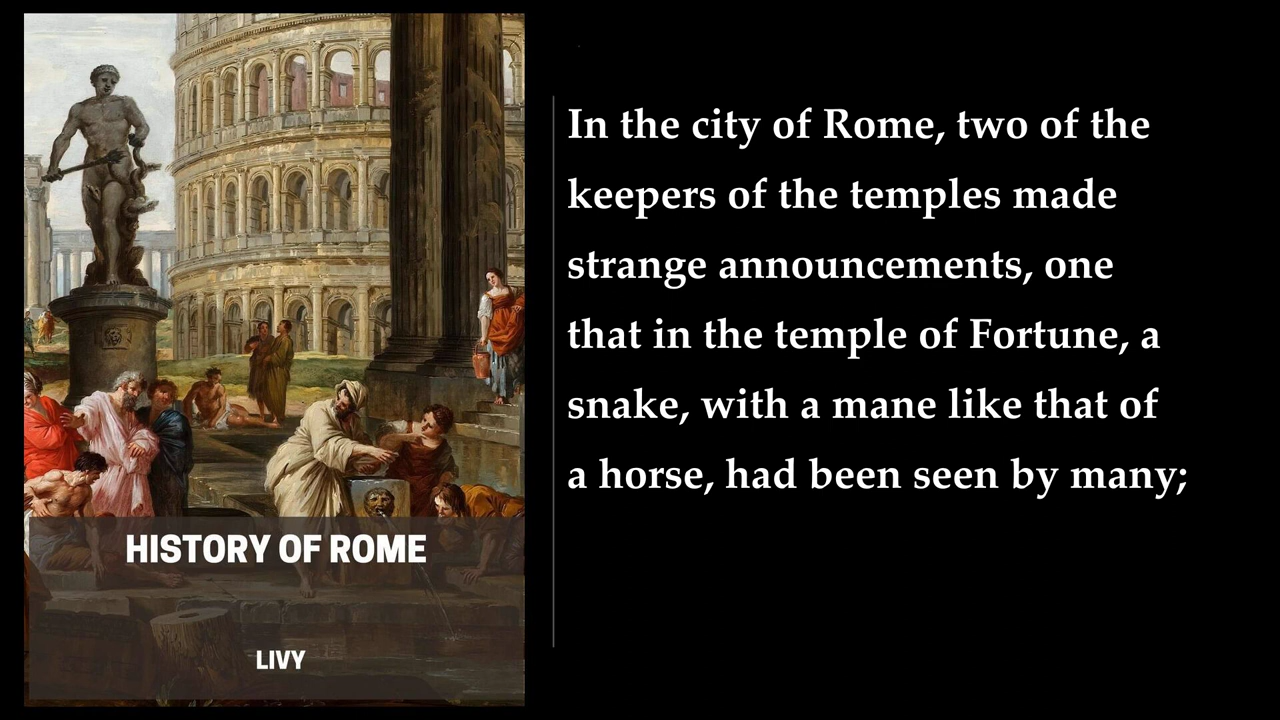 In the city of Rome, two of the
keepers of the temples made
strange announcements, one
that in the temple of Fortune, a
snake, with a mane like that of
a horse, had been seen by many;
HISTORY OF ROME
LIVY